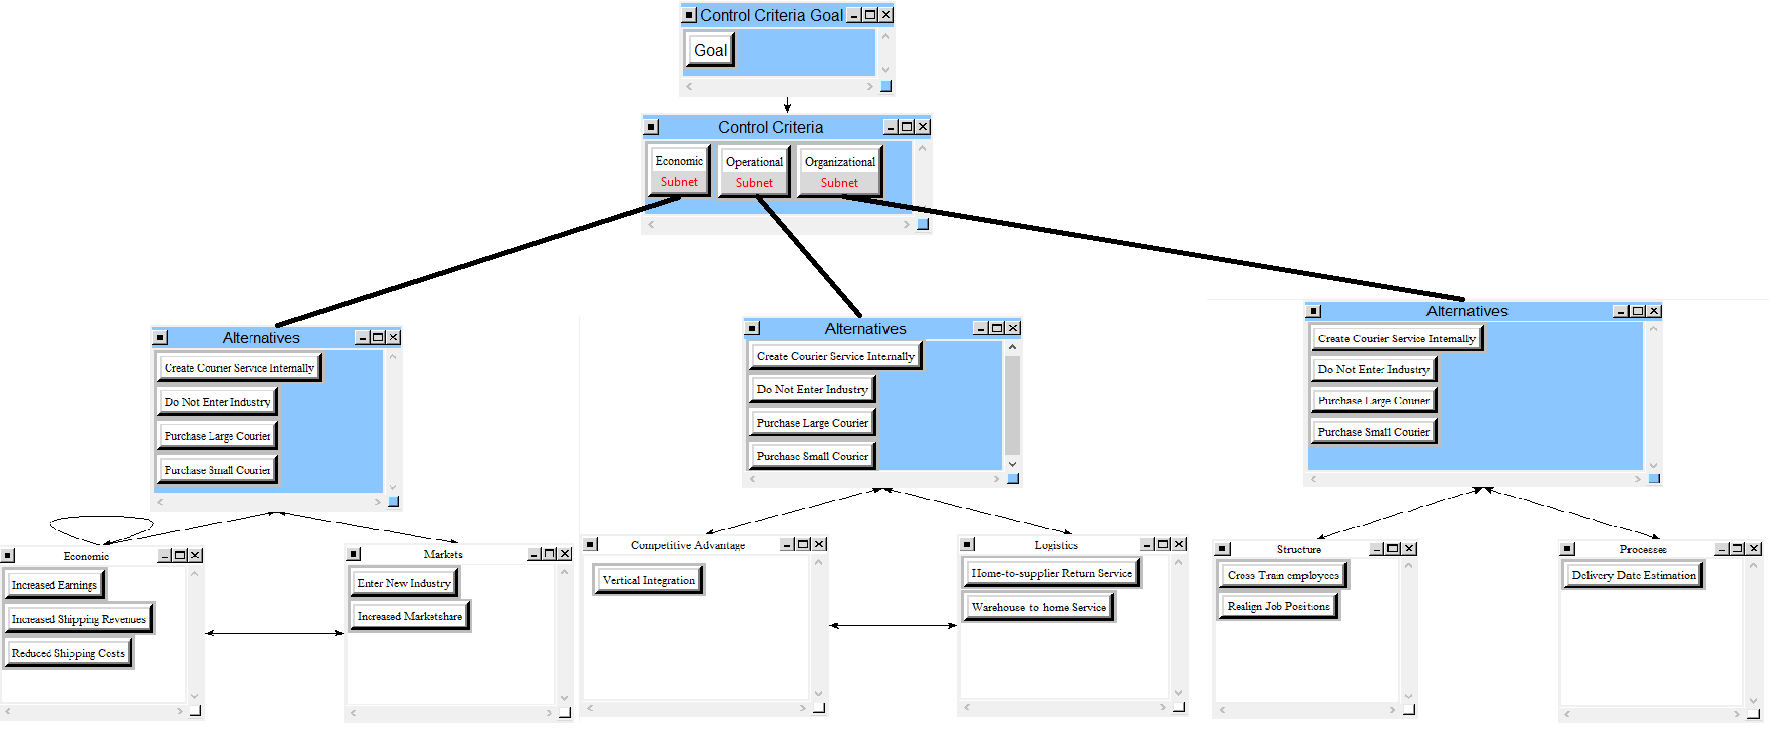 Control Criteria Goal
Goal
Control Criteria
Economic
Operational
Organizational
Subnet
Subnet
Subnet
Alternatives
Create Courier Service Internally
Do Not Enter Industry
Purchase Large Courier
Purchase Small Courier
Alternatives
Create Courier Service Internally
Do Not Enter Industry
Purchase Large Courier
Purchase Small Courier
Alternatives
Create Courier Service Internally
Do Not Enter Industry
Purchase Large Courier
Purchase Small Courier
Economic
Increased Earnings
Increased Shipping Revenues
Reduced Shipping Costs
Markets
Enter New Industry
Increased Marketshare
Competitive Advantage
Vertical Integration
Logistics
Home-to-supplier Return Service
Warehouse-to-home Service
Structure
Cross Train employees
Realign Job Positions
Processes
Delivery Date Estimation